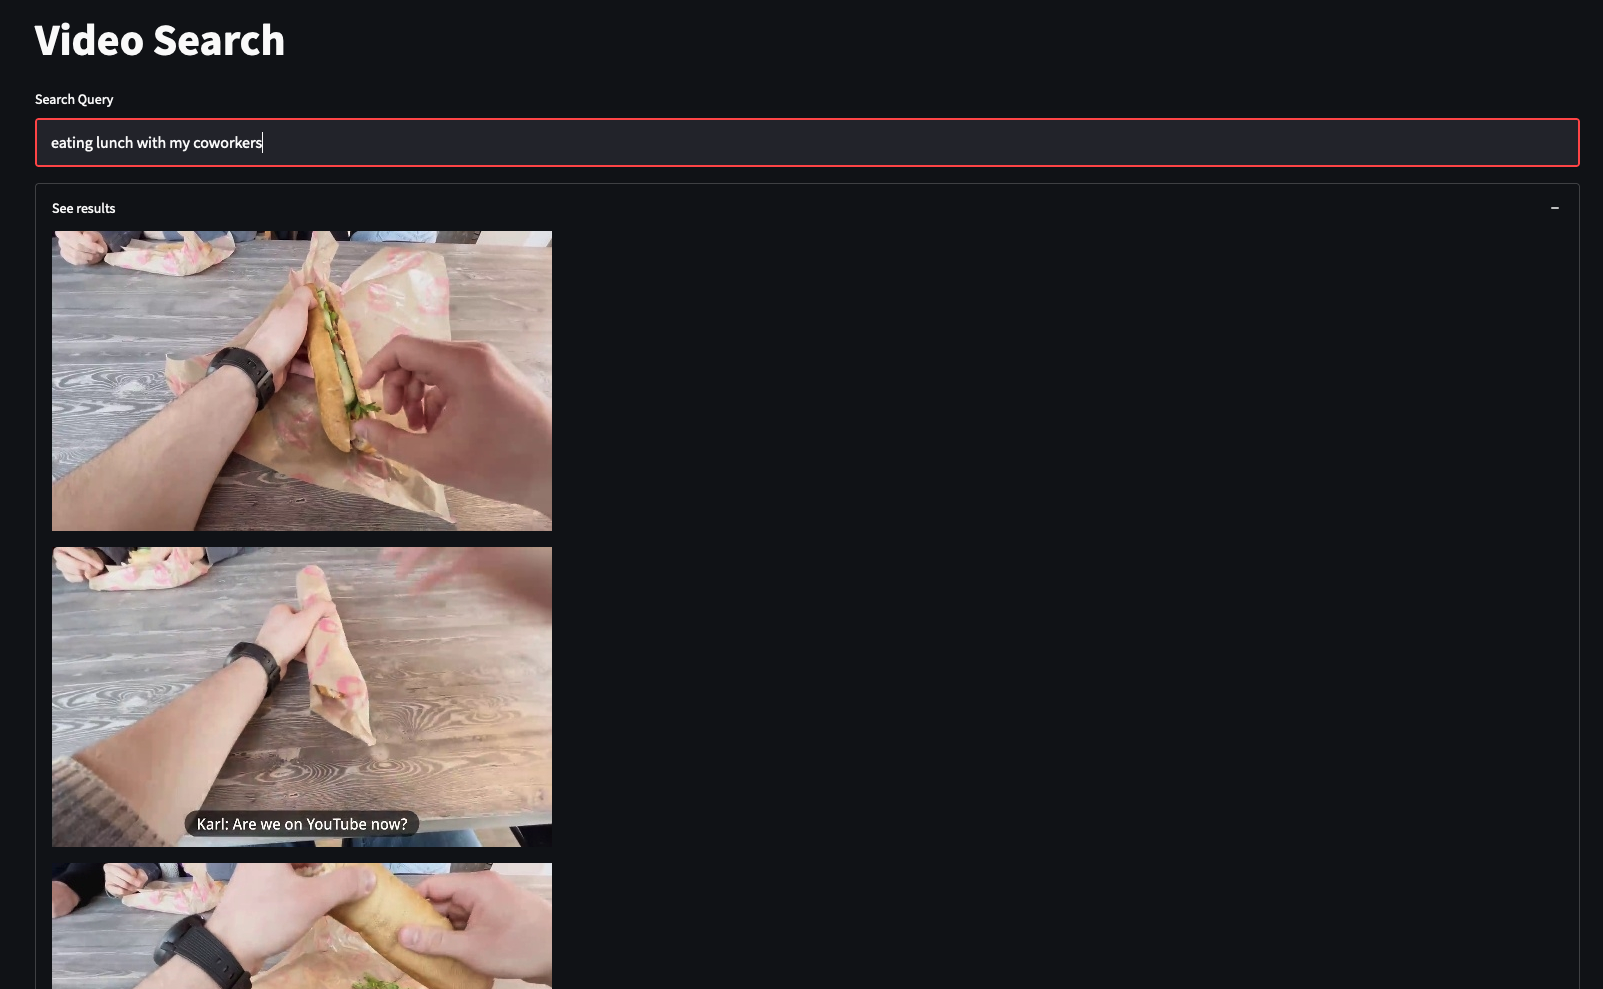 Video Search
Search Query
eating lunch with my coworkers
See results
Karl: Are we on YouTube now?